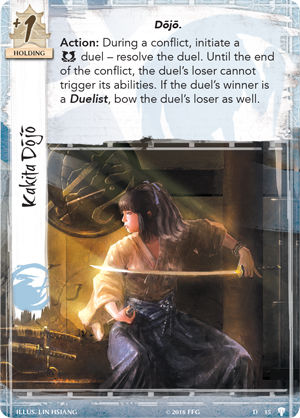 +1
HOLDING
Dōjō.
Action: During a conflict, initiate a
duel – resolve the duel. Until the end
of the conflict, the duel's loser cannot
trigger its abilities. If the duel's winner is
a Duelist, bow the duel's loser as well.
Kakita Dōjō
ILLUS. LIN HSIANG
©2018 FFG
D 15